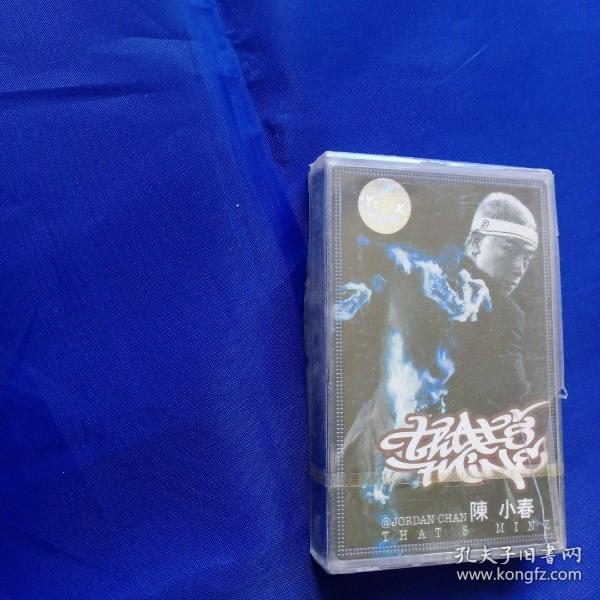 that's
mine
@JORDAN CHAN 陳 小春
THAT'S MINE
孔夫子旧书网
www.kongfz.com